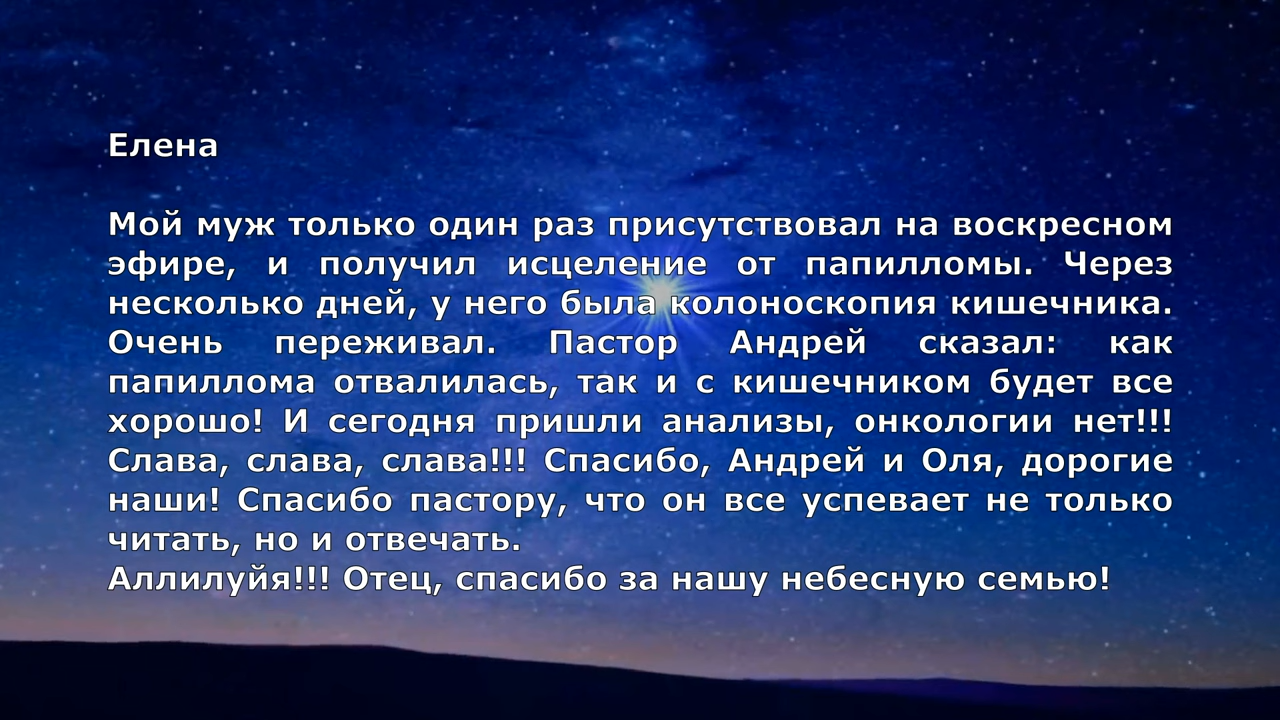 Елена
Мой муж только один раз присутствовал на воскресном
эфире, и получил исцеление от папилломы. Через
несколько дней, у него была колоноскопия кишечника.
Очень переживал. Пастор Андрей сказал: как
папиллома отвалилась, так и с кишечником будет все
хорошо! И сегодня пришли анализы, онкологии нет!!!
Слава, слава, слава!!! Спасибо, Андрей и Оля, дорогие
наши! Спасибо пастору, что он все успевает не только
читать, но и отвечать.
Аллилуйя!!! Отец, спасибо за нашу небесную семью!